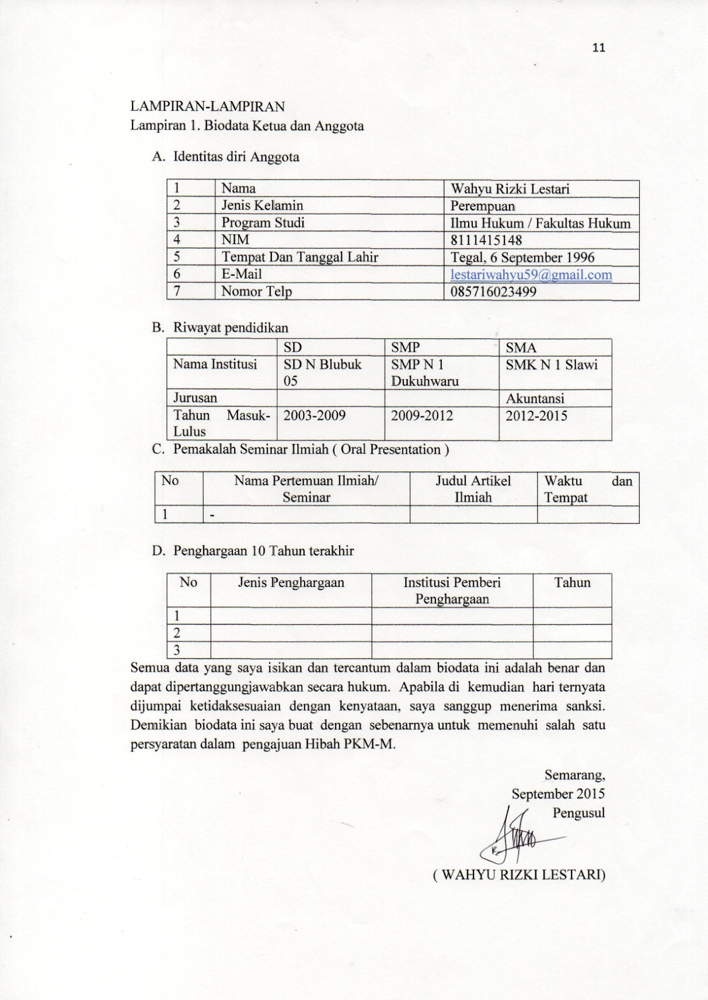 11
LAMPIRAN-LAMPIRAN
Lampiran 1. Biodata Ketua dan Anggota
A. Identitas diri Anggota
1 Nama Wahyu Rizki Lestari
2 Jenis Kelamin Perempuan
3 Program Studi Ilmu Hukum / Fakultas Hukum
4 NIM 8111415148
5 Tempat Dan Tanggal Lahir Tegal, 6 September 1996
6 E-Mail lestariwahyu59@gmail.com
7 Nomor Telp 085716023499
B. Riwayat pendidikan
SD SMP SMA
Nama Institusi SD N Blubuk SMP N 1 SMK N 1 Slawi
05 Dukuhwaru
Jurusan Akuntansi
Tahun Masuk- 2003-2009 2009-2012 2012-2015
Lulus
C. Pemakalah Seminar Ilmiah ( Oral Presentation )
No Nama Pertemuan Ilmiah/ Judul Artikel Waktu dan
Seminar Ilmiah Tempat
1 -
D. Penghargaan 10 Tahun terakhir
No Jenis Penghargaan Institusi Pemberi Tahun
Penghargaan
1
2
3
Semua data yang saya isikan dan tercantum dalam biodata ini adalah benar dan
dapat dipertanggungjawabkan secara hukum. Apabila di kemudian hari ternyata
dijumpai ketidaksesuaian dengan kenyataan, saya sanggup menerima sanksi.
Demikian biodata ini saya buat dengan sebenarnya untuk memenuhi salah satu
persyaratan dalam pengajuan Hibah PKM-M.
Semarang,
September 2015
Pengusul
( WAHYU RIZKI LESTARI)